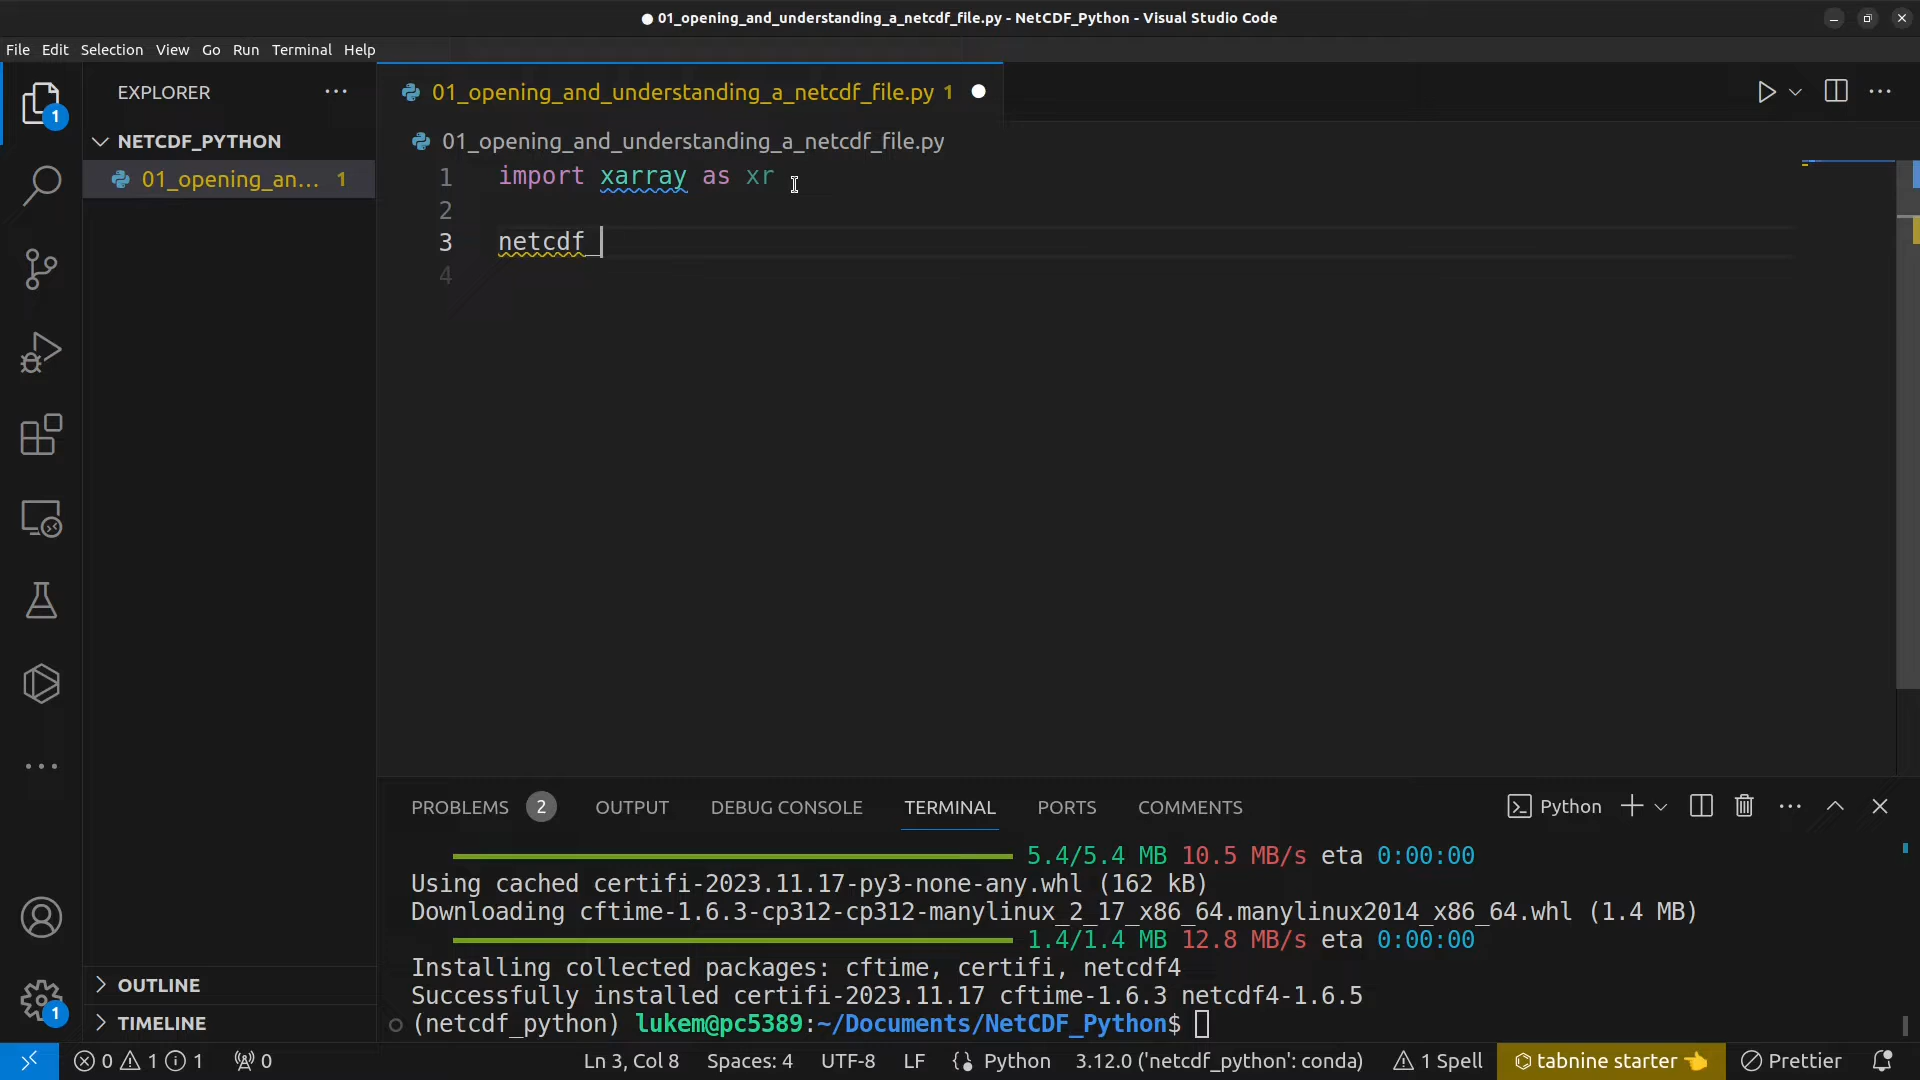 ● 01_opening_and_understanding_a_netcdf_file.py - NetCDF_Python - Visual Studio Code
File Edit Selection View Go Run Terminal Help
1
EXPLORER ···
NETCDF_PYTHON
01_opening_an... 1
01_opening_and_understanding_a_netcdf_file.py 1
01_opening_and_understanding_a_netcdf_file.py
1 import xarray as xr
2
3 netcdf_
4
PROBLEMS 2 OUTPUT DEBUG CONSOLE TERMINAL PORTS COMMENTS
Python
5.4/5.4 MB 10.5 MB/s eta 0:00:00
Using cached certifi-2023.11.17-py3-none-any.whl (162 kB)
Downloading cftime-1.6.3-cp312-cp312-manylinux_2_17_x86_64.manylinux2014_x86_64.whl (1.4 MB)
1.4/1.4 MB 12.8 MB/s eta 0:00:00
Installing collected packages: cftime, certifi, netcdf4
Successfully installed certifi-2023.11.17 cftime-1.6.3 netcdf4-1.6.5
(netcdf_python) lukem@pc5389:~/Documents/NetCDF_Python$
OUTLINE
TIMELINE
1
0 1 1 0 Ln 3, Col 8 Spaces: 4 UTF-8 LF {} Python 3.12.0 ('netcdf_python': conda) 1 Spell tabnine starter 👈 Prettier